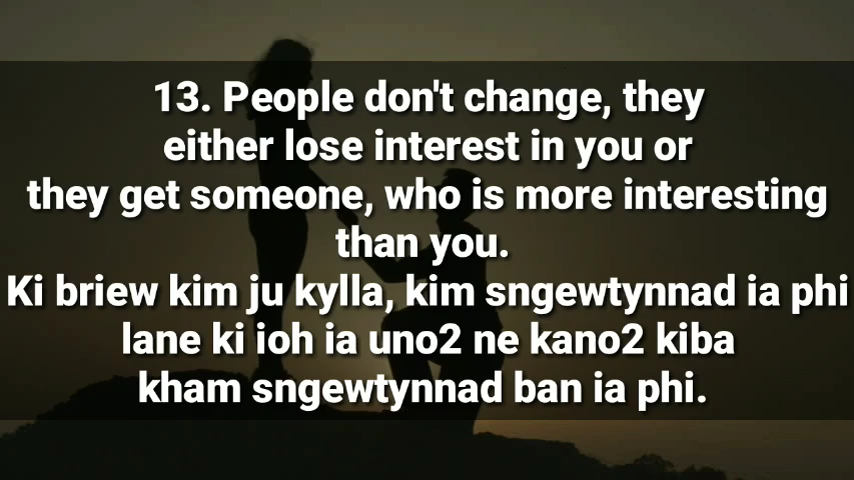 13. People don't change, they
either lose interest in you or
they get someone, who is more interesting
than you.
Ki briew kim ju kylla, kim sngewtynnad ia phi
lane ki ioh ia uno2 ne kano2 kiba
kham sngewtynnad ban ia phi.